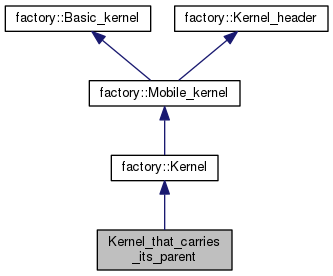 factory::Basic_kernel
factory::Kernel_header
factory::Mobile_kernel
factory::Kernel
Kernel_that_carries
_its_parent